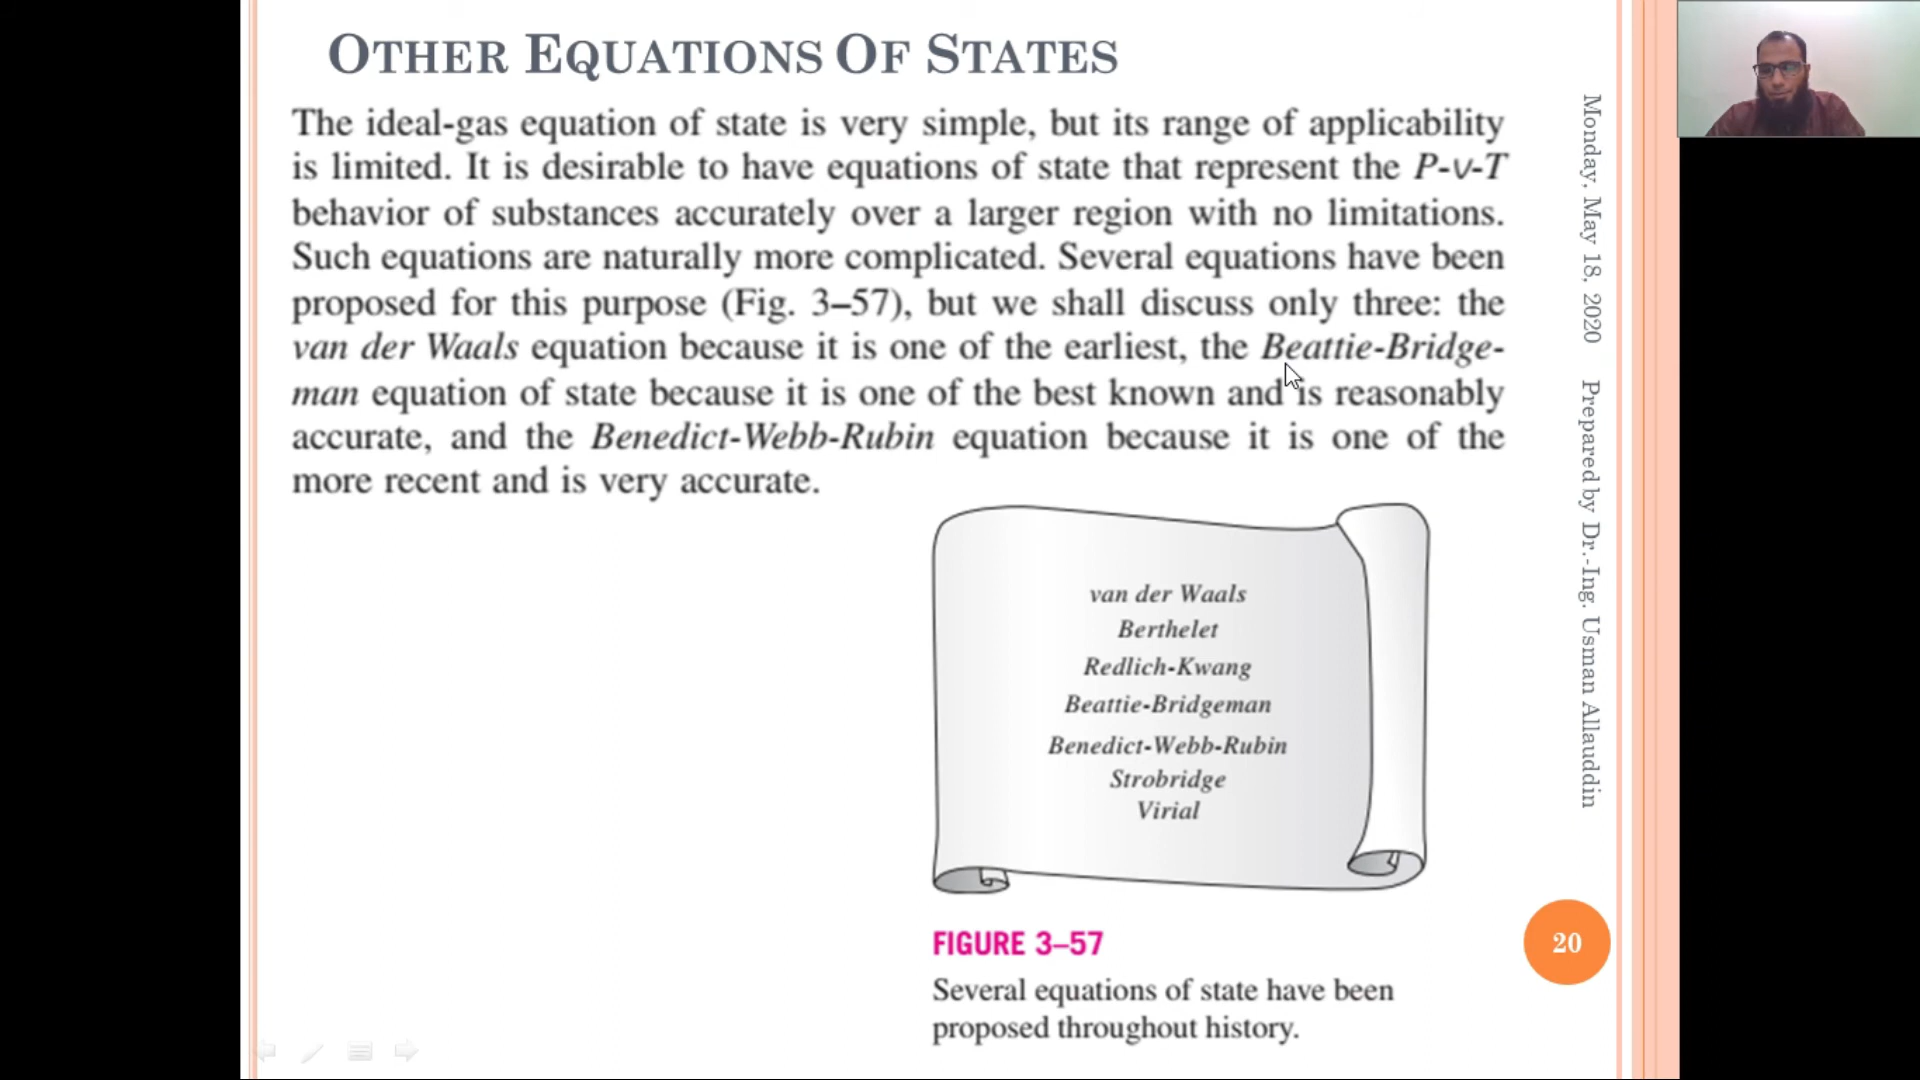 OTHER EQUATIONS OF STATES
The ideal-gas equation of state is very simple, but its range of applicability
is limited. It is desirable to have equations of state that represent the P-v-T
behavior of substances accurately over a larger region with no limitations.
Such equations are naturally more complicated. Several equations have been
proposed for this purpose (Fig. 3–57), but we shall discuss only three: the
van der Waals equation because it is one of the earliest, the Beattie-Bridge-
man equation of state because it is one of the best known and is reasonably
accurate, and the Benedict-Webb-Rubin equation because it is one of the
more recent and is very accurate.
van der Waals
Berthelet
Redlich-Kwang
Beattie-Bridgeman
Benedict-Webb-Rubin
Strobridge
Virial
FIGURE 3–57
Several equations of state have been
proposed throughout history.
Monday, May 18, 2020 Prepared by Dr.-Ing. Usman Allauddin
20